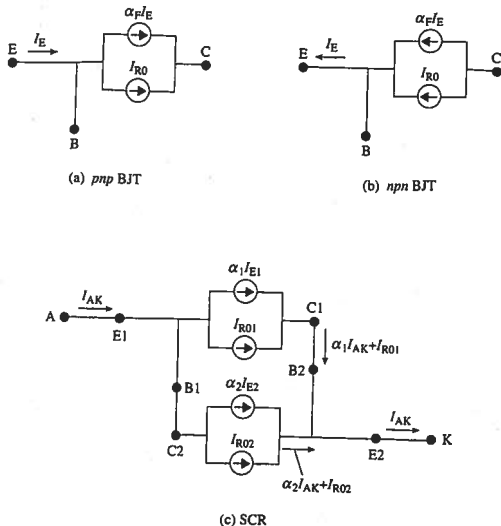 α_F I_E
I_E
E
C
I_R0
B
(a) pnp BJT
α_F I_E
I_E
E
C
I_R0
B
(b) npn BJT
α_1 I_E1
I_AK
A
E1
I_R01
C1
α_1 I_AK+I_R01
B1
B2
α_2 I_E2
I_AK
C2
I_R02
E2
K
α_2 I_AK+I_R02
(c) SCR